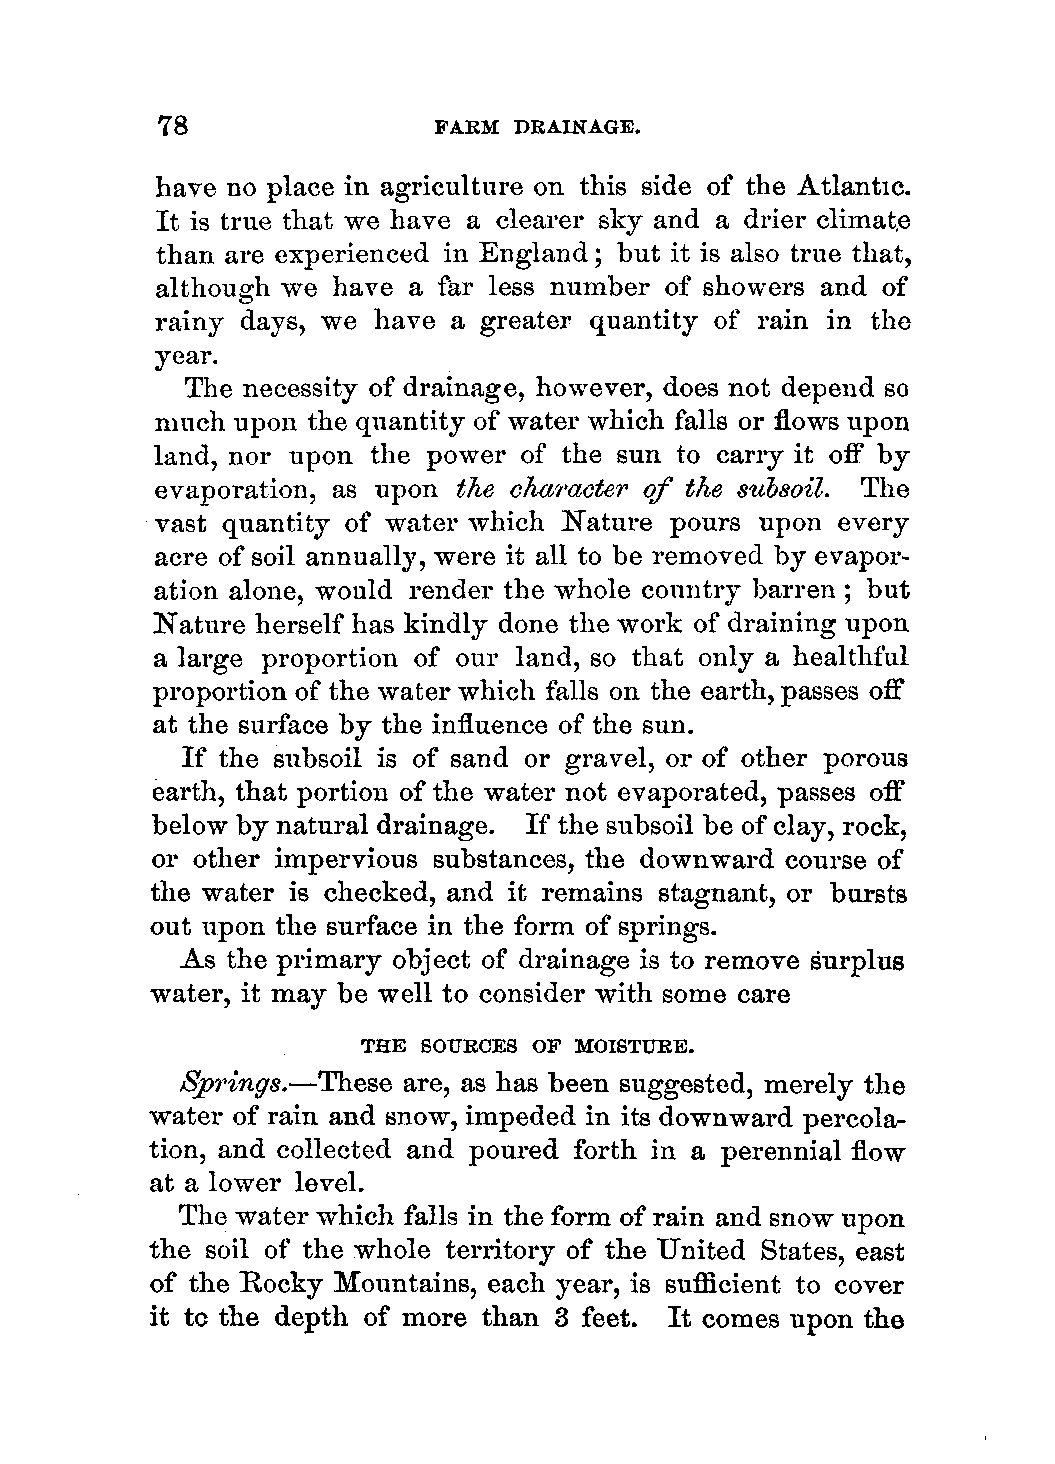 78 FARM DRAINAGE.
have no place in agriculture on this side of the Atlantic.
It is true that we have a clearer sky and a drier climate
than are experienced in England; but it is also true that,
although we have a far less number of showers and of
rainy days, we have a greater quantity of rain in the
year.
The necessity of drainage, however, does not depend so
much upon the quantity of water which falls or flows upon
land, nor upon the power of the sun to carry it off by
evaporation, as upon the character of the subsoil. The
vast quantity of water which Nature pours upon every
acre of soil annually, were it all to be removed by evapor-
ation alone, would render the whole country barren; but
Nature herself has kindly done the work of draining upon
a large proportion of our land, so that only a healthful
proportion of the water which falls on the earth, passes off
at the surface by the influence of the sun.
If the subsoil is of sand or gravel, or of other porous
earth, that portion of the water not evaporated, passes off
below by natural drainage. If the subsoil be of clay, rock,
or other impervious substances, the downward course of
the water is checked, and it remains stagnant, or bursts
out upon the surface in the form of springs.
As the primary object of drainage is to remove surplus
water, it may be well to consider with some care
THE SOURCES OF MOISTURE.
Springs.—These are, as has been suggested, merely the
water of rain and snow, impeded in its downward percola-
tion, and collected and poured forth in a perennial flow
at a lower level.
The water which falls in the form of rain and snow upon
the soil of the whole territory of the United States, east
of the Rocky Mountains, each year, is sufficient to cover
it to the depth of more than 3 feet. It comes upon the